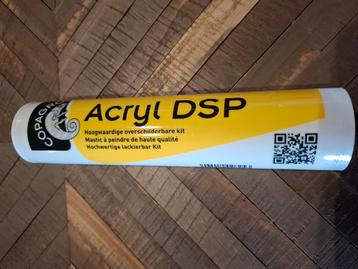 COPAGRO
Acryl DSP
Hoogwaardige overschilderbare kit
Mastic à peindre de haute qualité
Hochwertige lackierbar Kit